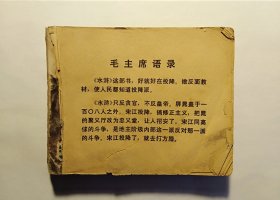 毛主席语录
《水浒》这部书，好就好在投降。做反面教
材，使人民都知道投降派。
《水浒》只反贪官，不反皇帝。屏晁盖于一
百〇八人之外。宋江投降，搞修正主义，把晁
的聚义厅改为忠义堂，让人招安了。宋江同高
俅的斗争，是地主阶级内部这一派反对那一派
的斗争。宋江投降了，就去打方腊。